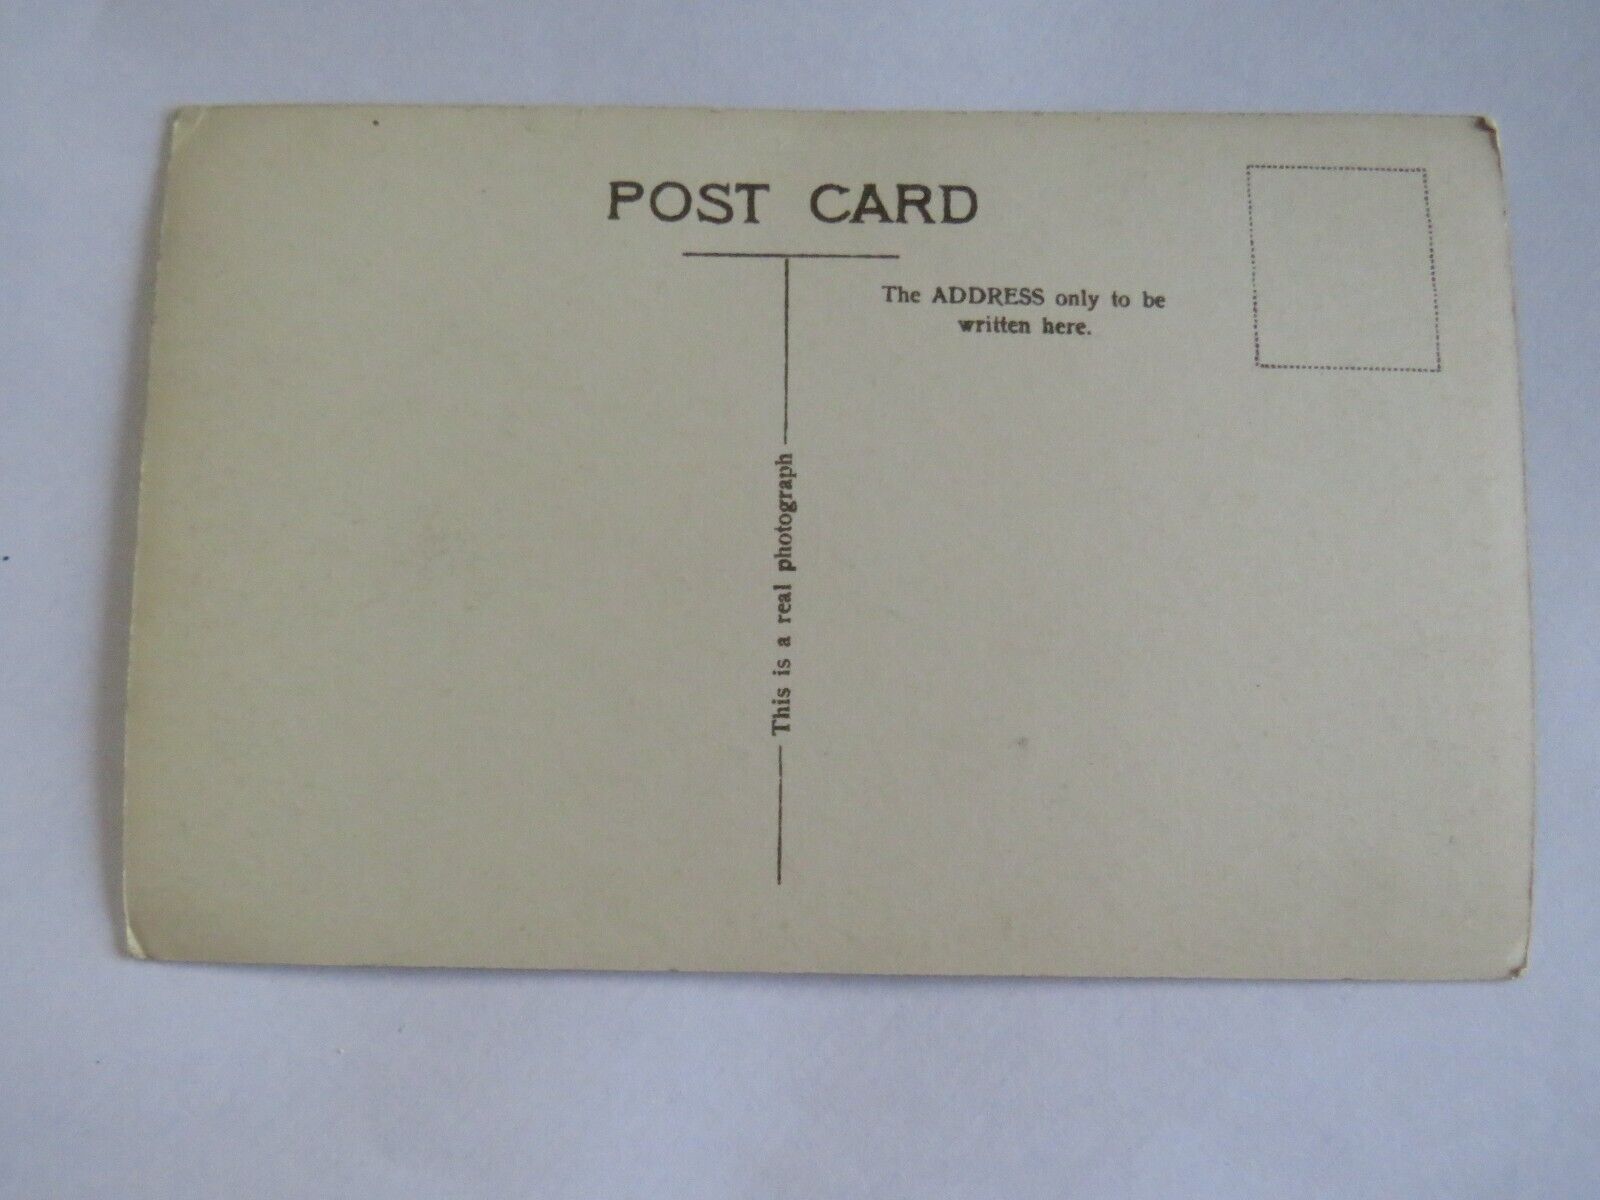 POST CARD
The ADDRESS only to be
written here.
This is a real photograph